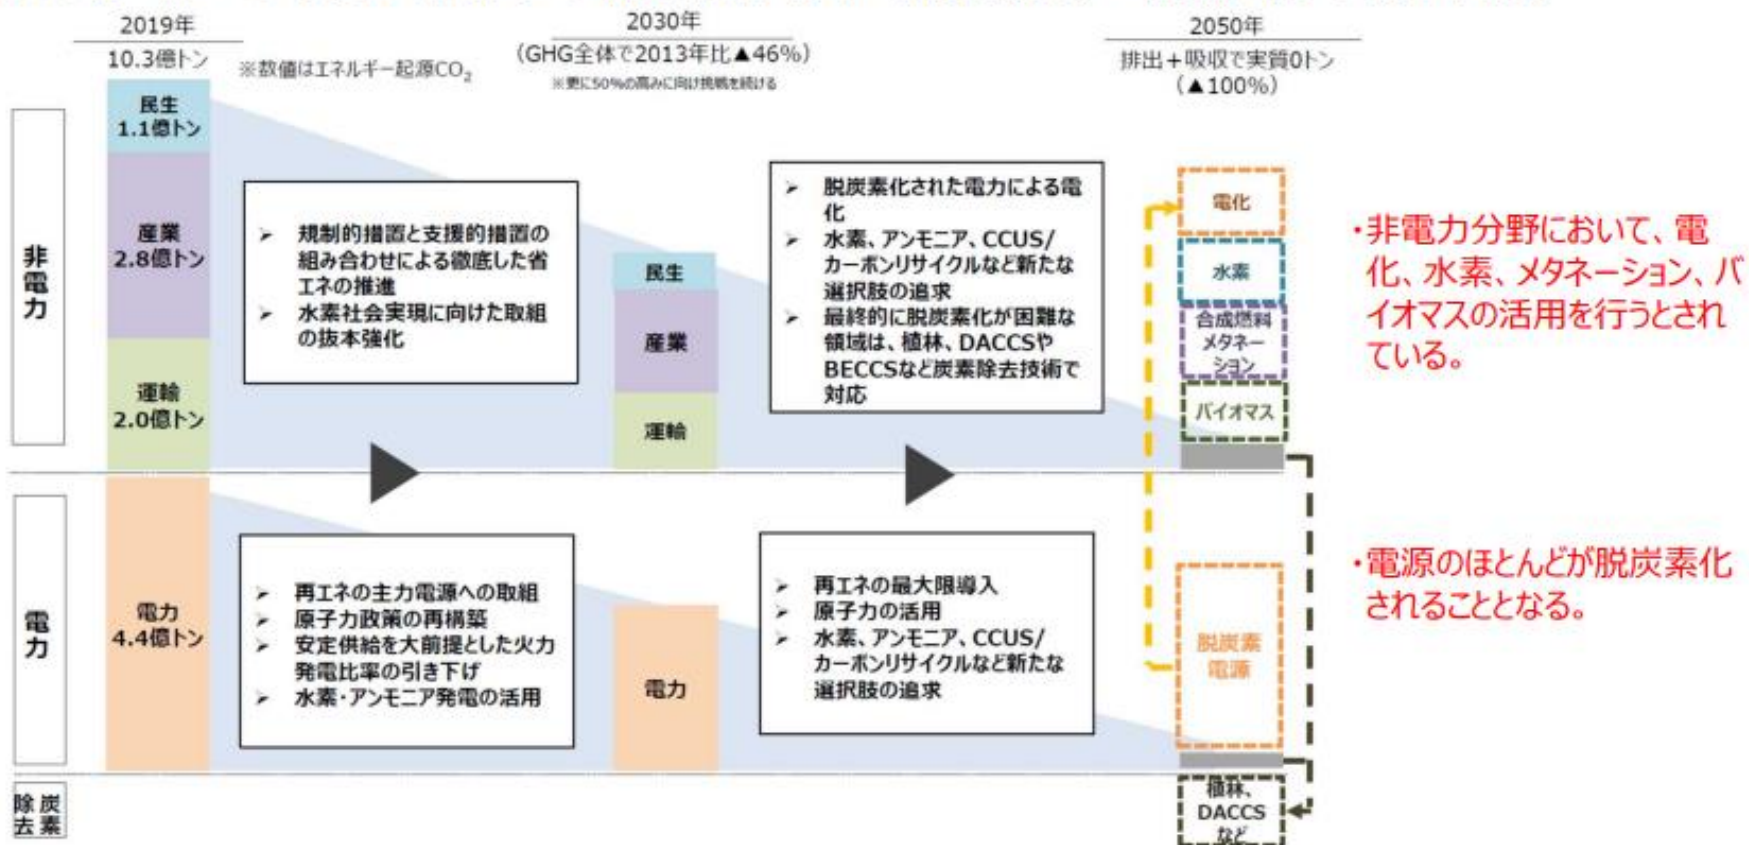 2019年
10.3億トン
※数値はエネルギー起源CO₂
2030年
(GHG全体で2013年比▲46%)
※更に50%の高みに向け挑戦を続ける
2050年
排出+吸収で実質0トン
(▲100%)
非電力
民生
1.1億トン
産業
2.8億トン
運輸
2.0億トン
➢ 規制的措置と支援的措置の
組み合わせによる徹底した省
エネの推進
➢ 水素社会実現に向けた取組
の抜本強化
民生
産業
運輸
➢ 脱炭素化された電力による電
化
➢ 水素、アンモニア、CCUS/
カーボンリサイクルなど新たな
選択肢の追求
➢ 最終的に脱炭素化が困難な
領域は、植林、DACCSや
BECCSなど炭素除去技術で
対応
電化
水素
合成燃料
メタネー
ション
バイオマス
・非電力分野において、電
化、水素、メタネーション、バ
イオマスの活用を行うとされ
ている。
電力
電力
4.4億トン
➢ 再エネの主力電源への取組
➢ 原子力政策の再構築
➢ 安定供給を大前提とした火力
発電比率の引き下げ
➢ 水素・アンモニア発電の活用
電力
➢ 再エネの最大限導入
➢ 原子力の活用
➢ 水素、アンモニア、CCUS/
カーボンリサイクルなど新たな
選択肢の追求
脱炭素
電源
・電源のほとんどが脱炭素化
されることとなる。
炭素
除去
植林、
DACCS
など